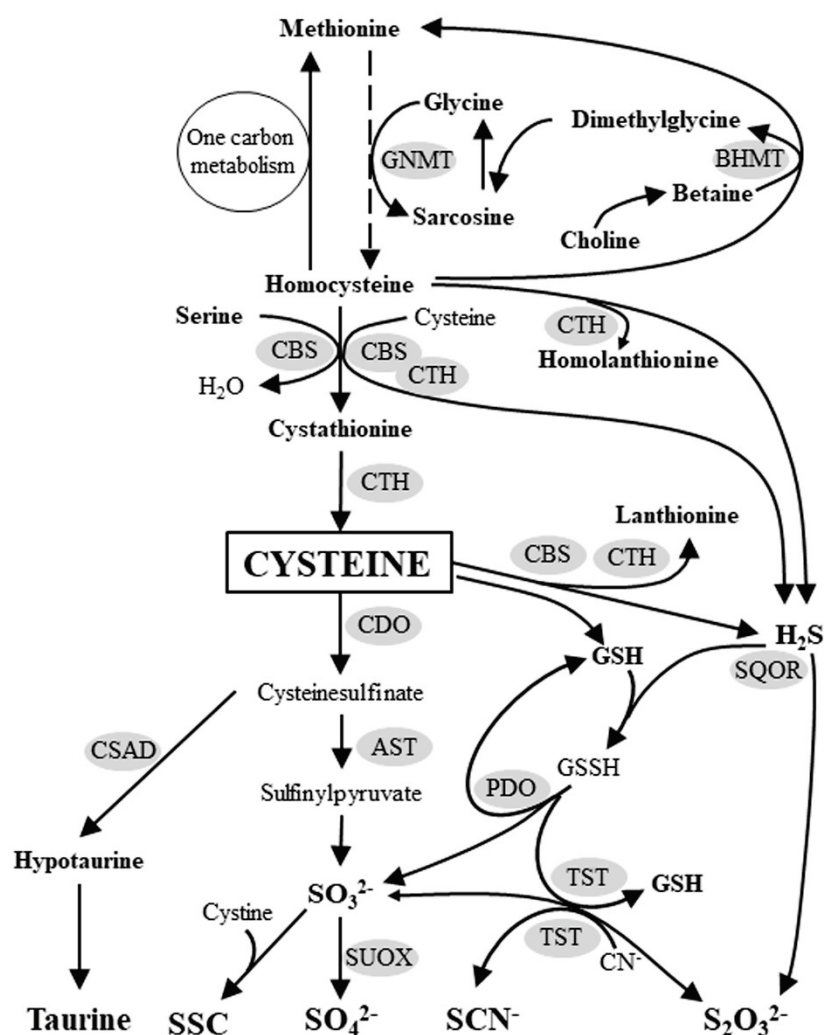 Methionine
Glycine
One carbon
metabolism
GNMT
Dimethylglycine
BHMT
Sarcosine
Betaine
Choline
Homocysteine
Serine
Cysteine
CBS
CBS
CTH
CTH
Homolanthionine
H₂O
Cystathionine
CTH
Lanthionine
CYSTEINE
CBS
CTH
CDO
H₂S
GSH
SQOR
Cysteinesulfinate
CSAD
AST
GSSH
Sulfinylpyruvate
PDO
Hypotaurine
TST
GSH
SO₃²⁻
Cystine
TST
SUOX
CN⁻
Taurine
SSC
SO₄²⁻
SCN⁻
S₂O₃²⁻